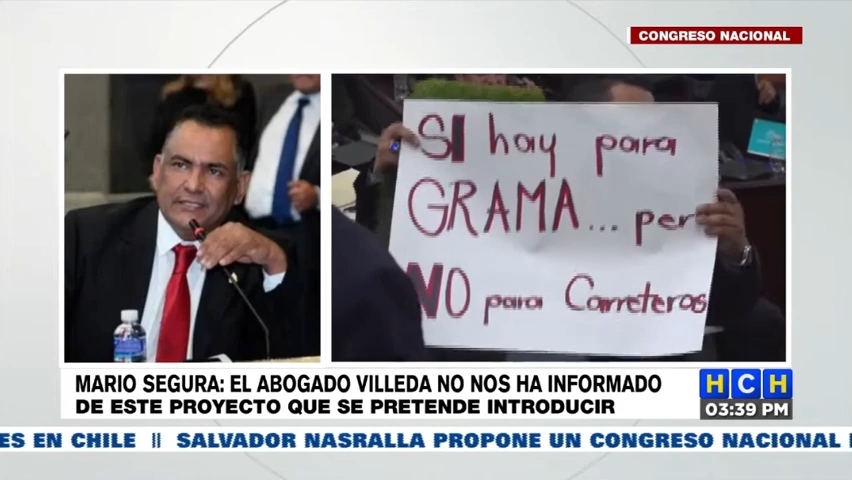 CONGRESO NACIONAL
SI hay para
GRAMA... per
NO para Carreteras
MARIO SEGURA: EL ABOGADO VILLEDA NO NOS HA INFORMADO
DE ESTE PROYECTO QUE SE PRETENDE INTRODUCIR
HCH
03:39 PM
ES EN CHILE || SALVADOR NASRALLA PROPONE UN CONGRESO NACIONAL